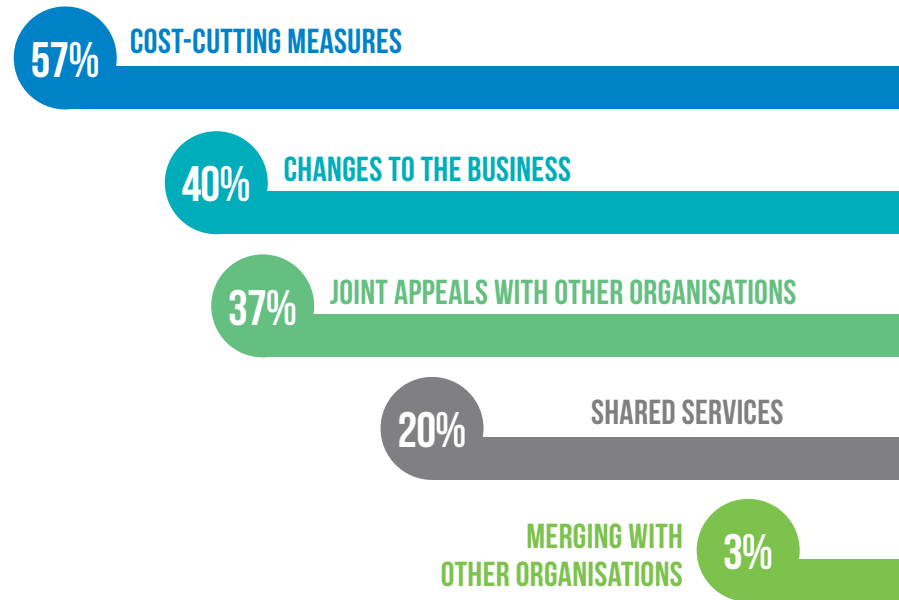 57% COST-CUTTING MEASURES
40% CHANGES TO THE BUSINESS
37% JOINT APPEALS WITH OTHER ORGANISATIONS
20% SHARED SERVICES
MERGING WITH
OTHER ORGANISATIONS
3%